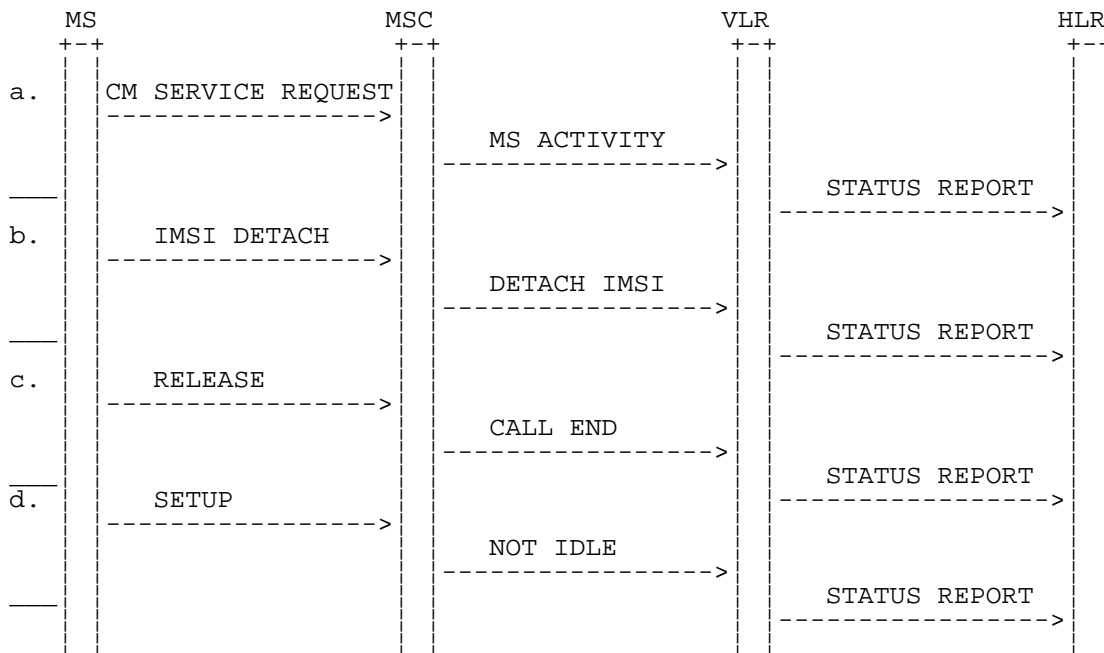 MS MSC VLR HLR
a. CM SERVICE REQUEST
MS ACTIVITY
STATUS REPORT
b. IMSI DETACH
DETACH IMSI
STATUS REPORT
c. RELEASE
CALL END
STATUS REPORT
d. SETUP
NOT IDLE
STATUS REPORT